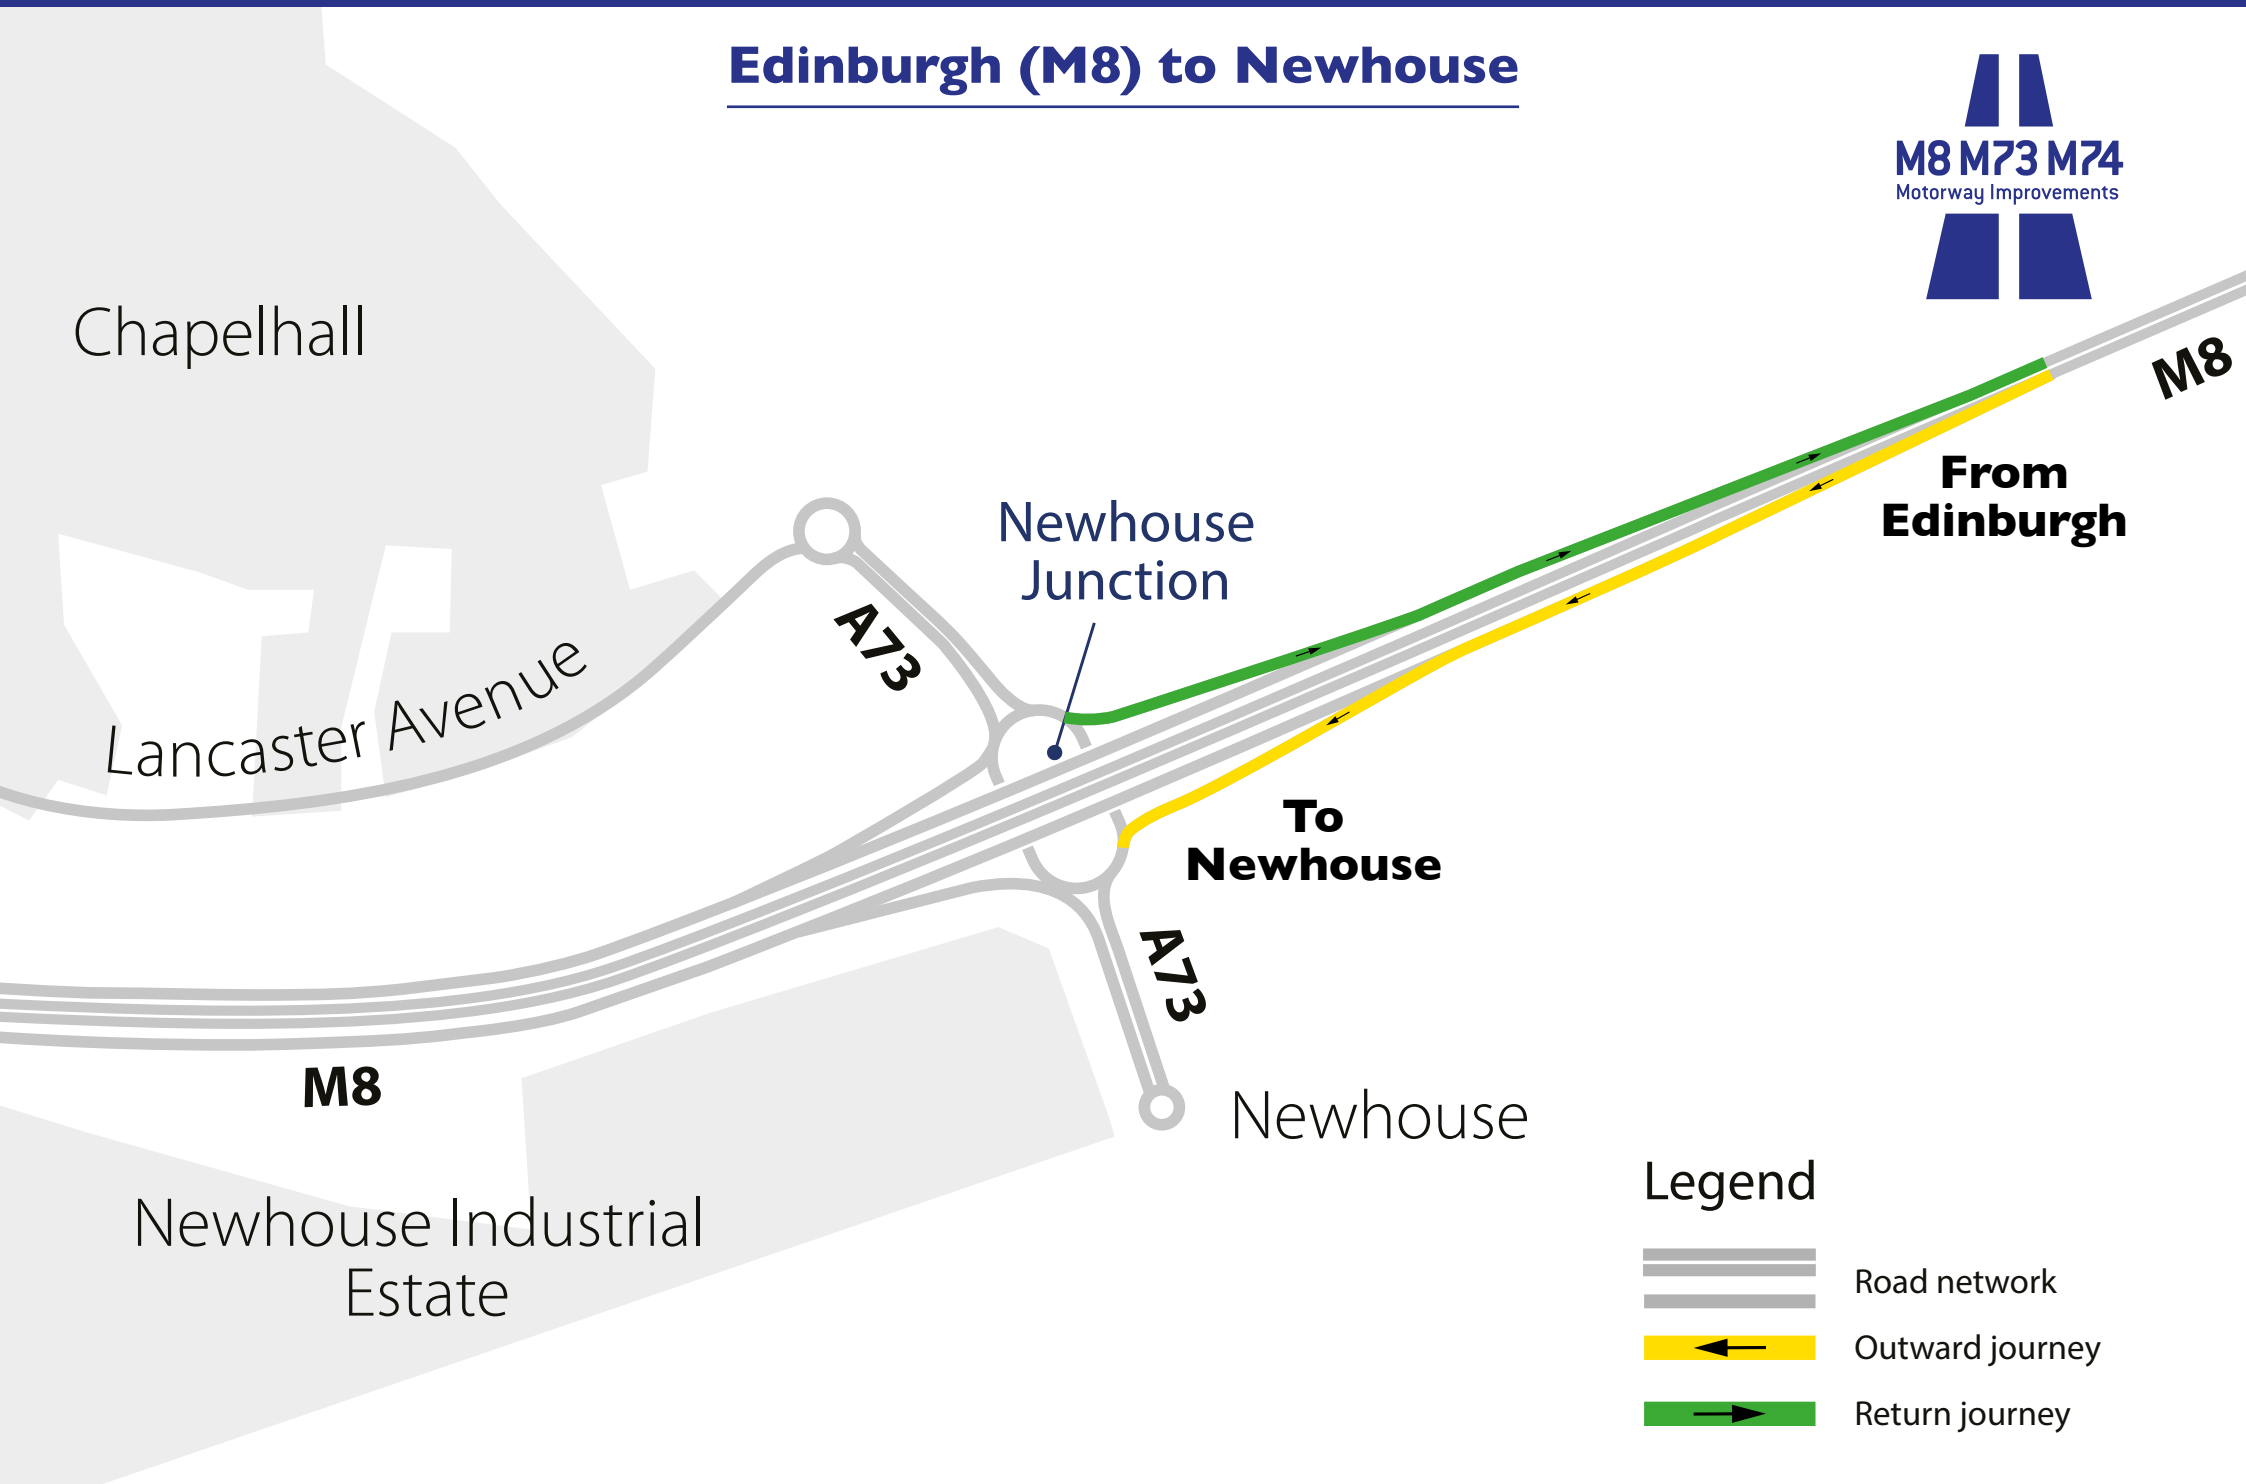 Edinburgh (M8) to Newhouse
M8 M73 M74
Motorway Improvements
Chapelhall
M8
From
Edinburgh
Newhouse
Junction
A73
Lancaster Avenue
To
Newhouse
A73
M8
Newhouse
Newhouse Industrial
Estate
Legend
Road network
Outward journey
Return journey